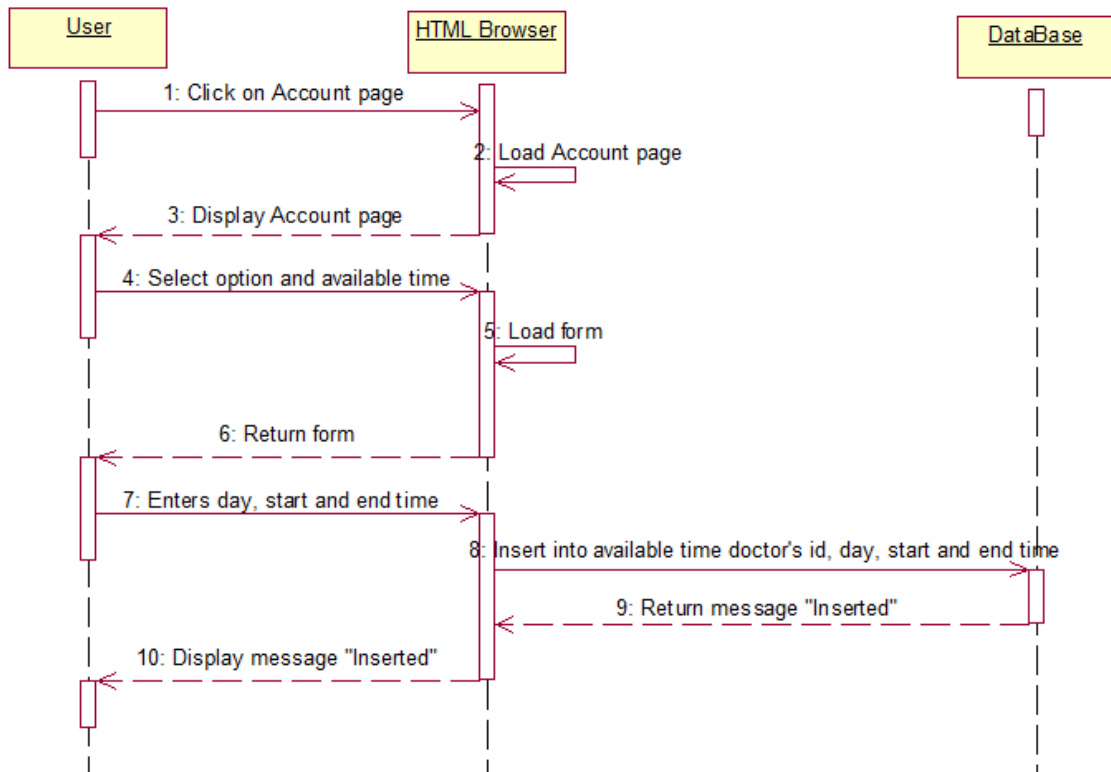 User
HTML Browser
DataBase
1: Click on Account page
2: Load Account page
3: Display Account page
4: Select option and available time
5: Load form
6: Return form
7: Enters day, start and end time
8: Insert into available time doctor's id, day, start and end time
9: Return message "Inserted"
10: Display message "Inserted"